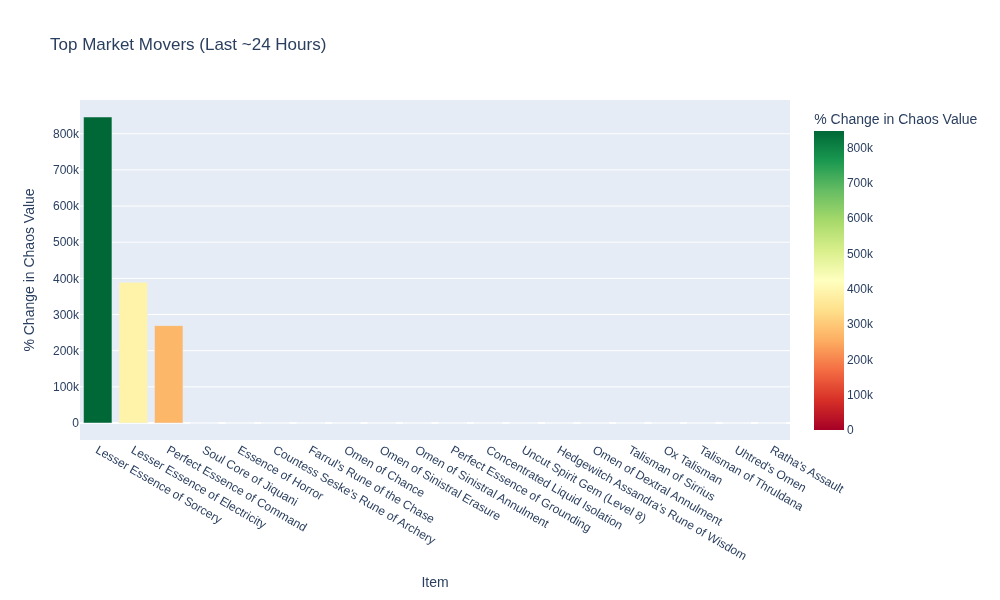 Top Market Movers (Last ~24 Hours)
% Change in Chaos Value
800k
700k
600k
500k
400k
300k
200k
100k
0
Lesser Essence of Sorcery
Lesser Essence of Electricity
Perfect Essence of Command
Soul Core of Jiquani
Essence of Horror
Countess Seske's Rune of Archery
Farrul's Rune of the Chase
Omen of Chance
Omen of Sinistral Erasure
Omen of Sinistral Annulment
Perfect Essence of Grounding
Concentrated Liquid Isolation
Uncut Spirit Gem (Level 8)
Hedgewitch Assandra's Rune of Wisdom
Omen of Dextral Annulment
Talisman of Sirrius
Ox Talisman
Talisman of Thruldana
Uhtred's Omen
Ratha's Assault
Item
% Change in Chaos Value
800k
700k
600k
500k
400k
300k
200k
100k
0